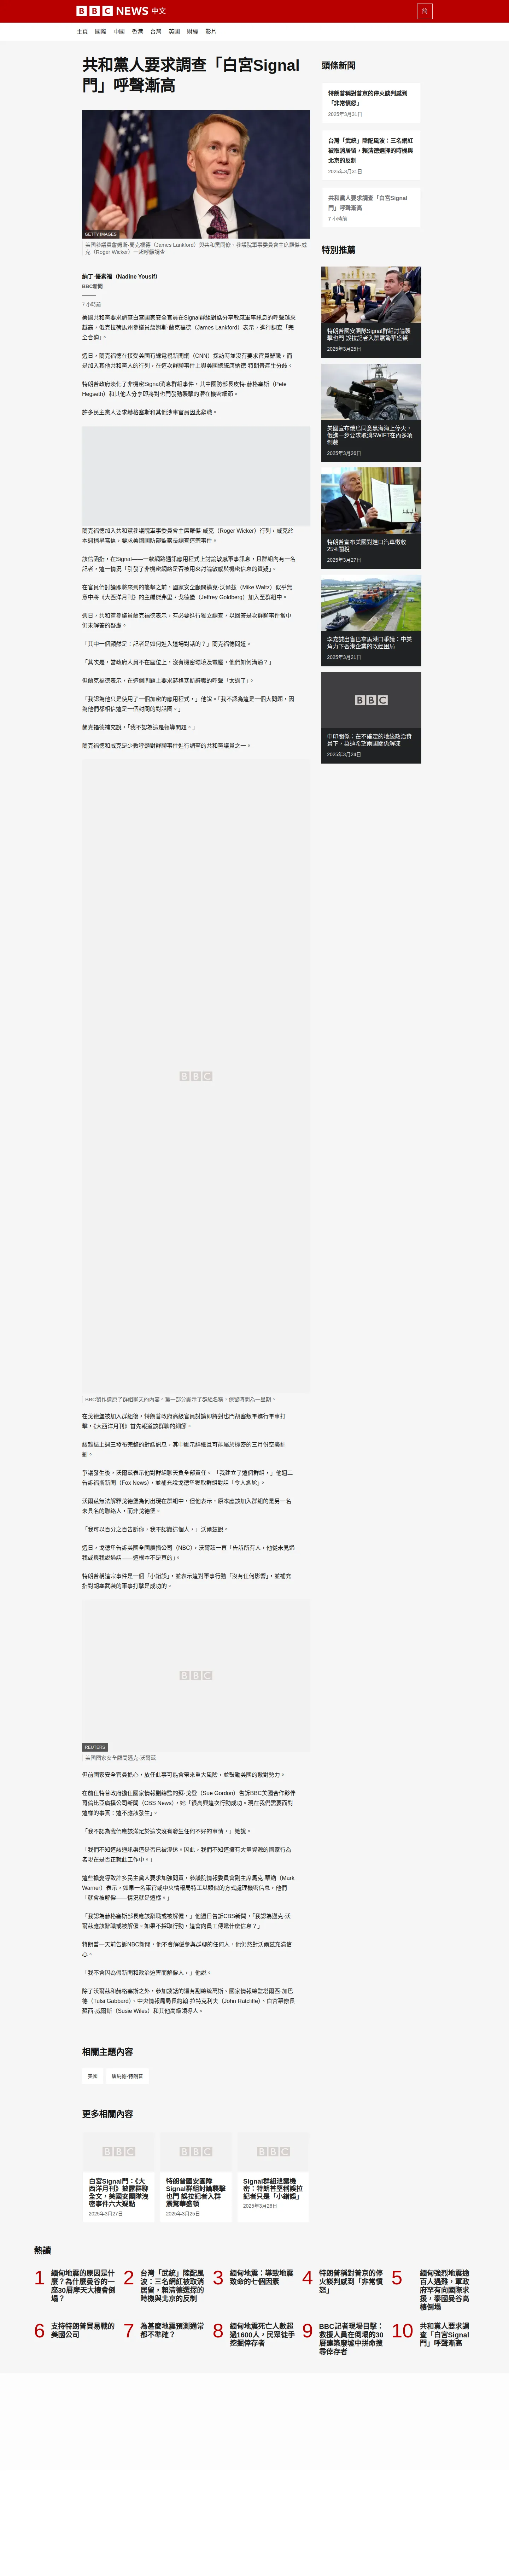 BBC NEWS 中文
简
主頁 國際 中國 香港 台灣 英國 財經 影片
共和黨人要求調查「白宮Signal
門」呼聲漸高
GETTY IMAGES
美國參議員詹姆斯·蘭克福德（James Lankford）與共和黨同僚，參議院軍事委員會主席羅傑·威
克（Roger Wicker）一起呼籲調查
納丁·優素福（Nadine Yousif）
BBC新聞
7 小時前
美國共和黨要求調查白宮國家安全官員在Signal群組對話分享敏感軍事訊息的呼聲越來
越高，俄克拉荷馬州參議員詹姆斯·蘭克福德（James Lankford）表示，進行調查「完
全合適」。
週日，蘭克福德在接受美國有線電視新聞網（CNN）採訪時並沒有要求官員辭職，而
是加入其他共和黨人的行列，在這次群聊事件上與美國總統唐納德·特朗普產生分歧。
特朗普政府淡化了非機密Signal消息群組事件，其中國防部長皮特·赫格塞斯（Pete
Hegseth）和其他人分享即將對也門發動襲擊的潛在機密細節。
許多民主黨人要求赫格塞斯和其他涉事官員因此辭職。
蘭克福德加入共和黨參議院軍事委員會主席羅傑·威克（Roger Wicker）行列，威克於
本週稍早寫信，要求美國國防部監察長調查這宗事件。
該信函指，在Signal——一款網路通訊應用程式上討論敏感軍事訊息，且群組內有一名
記者，這一情況「引發了非機密網絡是否被用來討論敏感與機密信息的質疑」。
在官員們討論即將來到的襲擊之前，國家安全顧問邁克·沃爾茲（Mike Waltz）似乎無
意中將《大西洋月刊》的主編傑弗里・戈德堡（Jeffrey Goldberg）加入至群組中。
週日，共和黨參議員蘭克福德表示，有必要進行獨立調查，以回答是次群聊事件當中
仍未解答的疑慮。
「其中一個顯然是：記者是如何進入這場對話的？」蘭克福德問道。
「其次是，當政府人員不在座位上，沒有機密環境及電腦，他們如何溝通？」
但蘭克福德表示，在這個問題上要求赫格塞斯辭職的呼聲「太過了」。
「我認為他只是使用了一個加密的應用程式，」他說。「我不認為這是一個大問題，因
為他們都相信這是一個封閉的對話圈。」
蘭克福德補充說，「我不認為這是領導問題。」
蘭克福德和威克是少數呼籲對群聊事件進行調查的共和黨議員之一。
BBC
BBC製作還原了群組聊天的內容。第一部分顯示了群組名稱，保留時間為一星期。
在戈德堡被加入群組後，特朗普政府高級官員討論即將對也門胡塞叛軍進行軍事打
擊，《大西洋月刊》首先報道該群聊的細節。
該雜誌上週三發布完整的對話訊息，其中顯示詳細且可能屬於機密的三月份空襲計
劃。
爭議發生後，沃爾茲表示他對群組聊天負全部責任。「我建立了這個群組，」他週二
告訴福斯新聞（Fox News），並補充說戈德堡獲取群組對話「令人尷尬」。
沃爾茲無法解釋戈德堡為何出現在群組中，但他表示，原本應該加入群組的是另一名
未具名的聯絡人，而非戈德堡。
「我可以百分之百告訴你，我不認識這個人，」沃爾茲說。
週日，戈德堡告訴美國全國廣播公司（NBC），沃爾茲一直「告訴所有人，他從未見過
我或與我說過話——這根本不是真的」。
特朗普稱這宗事件是一個「小錯誤」，並表示這對軍事行動「沒有任何影響」，並補充
指對胡塞武裝的軍事打擊是成功的。
BBC
REUTERS
美國國家安全顧問邁克·沃爾茲
但前國家安全官員擔心，放任此事可能會帶來重大風險，並鼓勵美國的敵對勢力。
在前任特普政府擔任國家情報副總監的蘇·戈登（Sue Gordon）告訴BBC美國合作夥伴
哥倫比亞廣播公司新聞（CBS News），她「很高興這次行動成功，現在我們需要面對
這樣的事實：這不應該發生」。
「我不認為我們應該滿足於這次沒有發生任何不好的事情，」她說。
「我們不知道該通訊渠道是否已被滲透。因此，我們不知道擁有大量資源的國家行為
者現在是否正就此工作中。」
這些擔憂導致許多民主黨人要求加強問責，參議院情報委員會副主席馬克·華納（Mark
Warner）表示，如果一名軍官或中央情報局特工以類似的方式處理機密信息，他們
「就會被解僱——情況就是這樣。」
「我認為赫格塞斯部長應該辭職或被解僱，」他週日告訴CBS新聞，「我認為邁克·沃
爾茲應該辭職或被解僱。如果不採取行動，這會向員工傳遞什麼信息？」
特朗普一天前告訴NBC新聞，他不會解僱參與群聊的任何人，他仍然對沃爾茲充滿信
心。
「我不會因為假新聞和政治迫害而解僱人，」他說。
除了沃爾茲和赫格塞斯之外，參加談話的還有副總統萬斯、國家情報總監塔爾西·加巴
德（Tulsi Gabbard）、中央情報局局長約翰·拉特克利夫（John Ratcliffe）、白宮幕僚長
蘇西·威爾斯（Susie Wiles）和其他高級領導人。
相關主題內容
美國 唐納德·特朗普
更多相關內容
BBC
白宮Signal門：《大
西洋月刊》披露群聊
全文，美國安團隊洩
密事件六大疑點
2025年3月27日
BBC
特朗普國安團隊
Signal群組討論襲擊
也門 誤拉記者入群
震驚華盛頓
2025年3月25日
BBC
Signal群組泄露機
密：特朗普堅稱誤拉
記者只是「小錯誤」
2025年3月26日
頭條新聞
特朗普稱對普京的停火談判感到
「非常憤怒」
2025年3月31日
台灣「武統」陸配風波：三名網紅
被取消居留，賴清德選擇的時機與
北京的反制
2025年3月31日
共和黨人要求調查「白宮Signal
門」呼聲漸高
7 小時前
特別推薦
特朗普國安團隊Signal群組討論襲
擊也門 誤拉記者入群震驚華盛頓
2025年3月25日
美國宣布俄烏同意黑海海上停火，
俄進一步要求取消SWIFT在內多項
制裁
2025年3月26日
特朗普宣布美國對進口汽車徵收
25%關稅
2025年3月27日
李嘉誠出售巴拿馬港口爭議：中美
角力下香港企業的政經困局
2025年3月21日
BBC
中印關係：在不確定的地緣政治背
景下，莫迪希望兩國關係解凍
2025年3月24日
熱讀
1 緬甸地震的原因是什
麼？為什麼曼谷的一
座30層摩天大樓會倒
塌？
2 台灣「武統」陸配風
波：三名網紅被取消
居留，賴清德選擇的
時機與北京的反制
3 緬甸地震：導致地震
致命的七個因素
4 特朗普稱對普京的停
火談判感到「非常憤
怒」
5 緬甸強烈地震逾
百人遇難，軍政
府罕有向國際求
援，泰國曼谷高
樓倒塌
6 支持特朗普貿易戰的
美國公司
7 為甚麼地震預測通常
都不準確？
8 緬甸地震死亡人數超
過1600人，民眾徒手
挖掘倖存者
9 BBC記者現場目擊：
救援人員在倒塌的30
層建築廢墟中拼命搜
尋倖存者
10 共和黨人要求調
查「白宮Signal
門」呼聲漸高